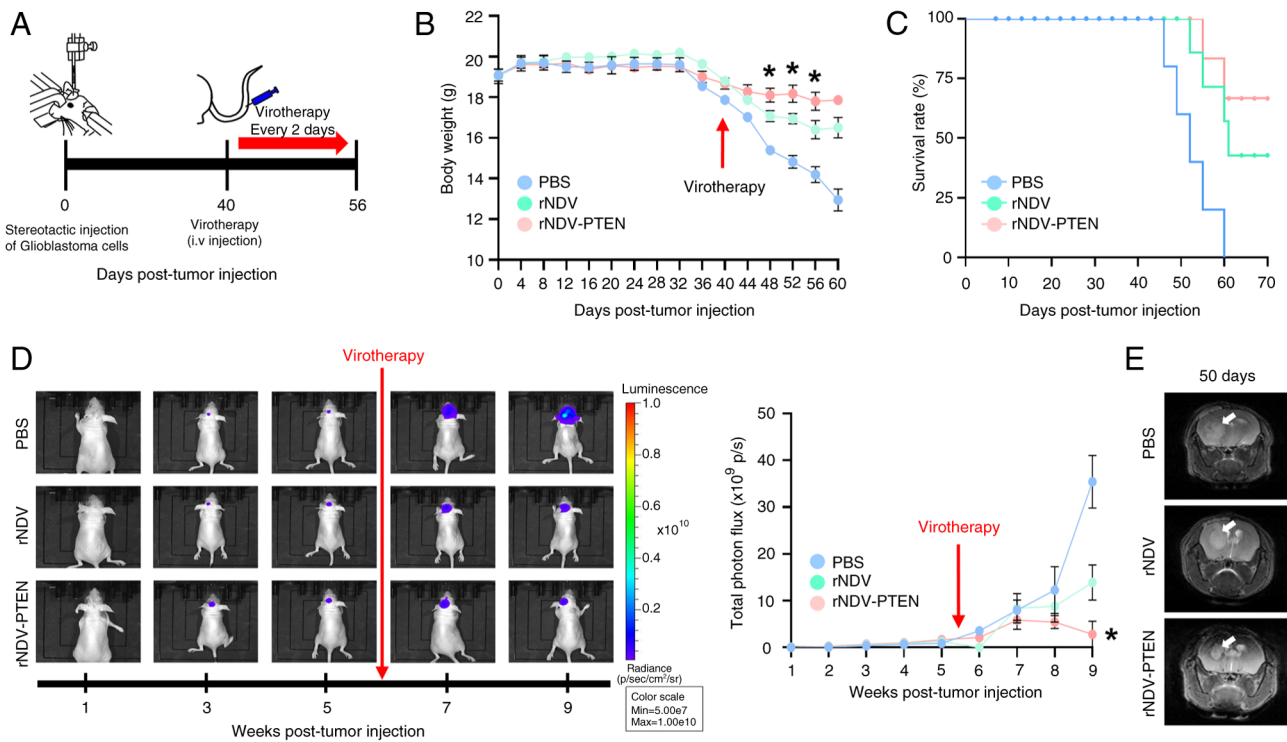 A
Virotherapy
Every 2 days
0
40
56
Stereotactic injection
of Glioblastoma cells
Virotherapy
(i.v injection)
Days post-tumor injection
B
Body weight (g)
22
20
18
16
14
12
10
* * *
Virotherapy
PBS
rNDV
rNDV-PTEN
0 4 8 12 16 20 24 28 32 36 40 44 48 52 56 60
Days post-tumor injection
C
Survival rate (%)
100
75
50
25
0
PBS
rNDV
rNDV-PTEN
0 10 20 30 40 50 60 70
Days post-tumor injection
D
Virotherapy
PBS
rNDV
rNDV-PTEN
1 3 5 7 9
Weeks post-tumor injection
Luminescence
1.0
0.8
0.6
x10^10
0.4
0.2
Radiance
(p/sec/cm²/sr)
Color scale
Min=5.00e7
Max=1.00e10
Total photon flux (x10⁹ p/s)
50
40
30
20
10
0
Virotherapy
PBS
rNDV
rNDV-PTEN
*
1 2 3 4 5 6 7 8 9
Weeks post-tumor injection
E
50 days
PBS
rNDV
rNDV-PTEN